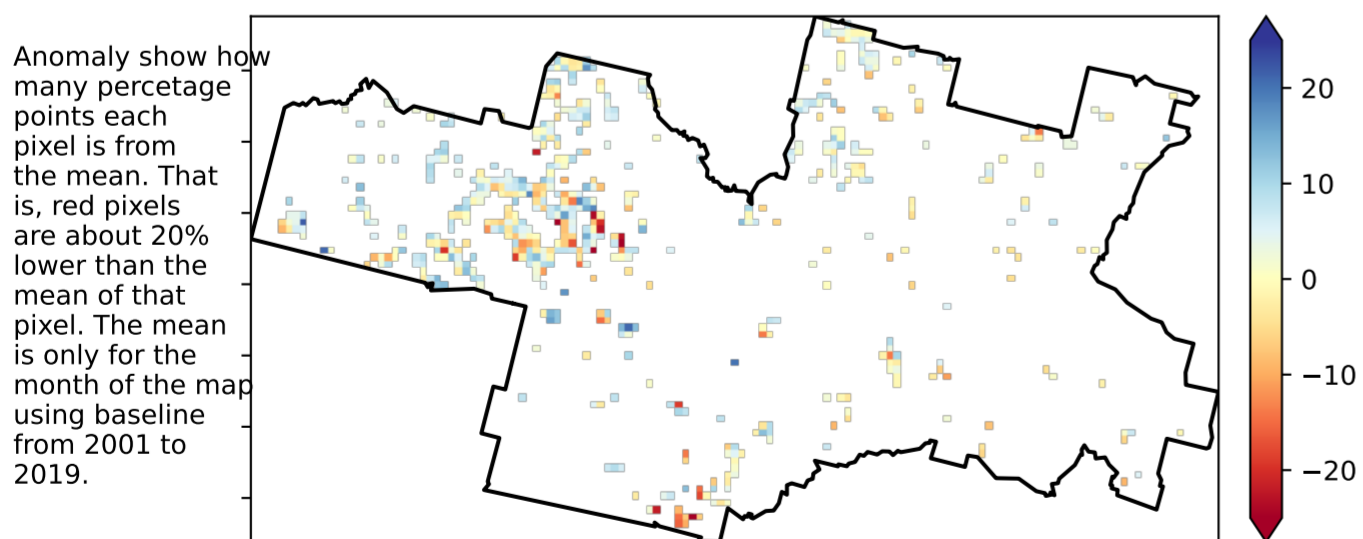 Anomaly show how
many percetage
points each
pixel is from
the mean. That
is, red pixels
are about 20%
lower than the
mean of that
pixel. The mean
is only for the
month of the map
using baseline
from 2001 to
2019.
20
10
0
−10
−20